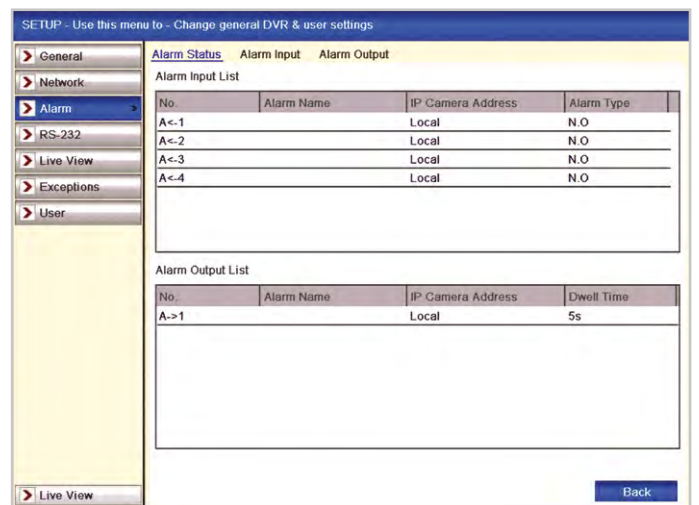 SETUP - Use this menu to - Change general DVR & user settings
General
Network
Alarm
RS-232
Live View
Exceptions
User
Live View
Alarm Status Alarm Input Alarm Output
Alarm Input List
No. Alarm Name IP Camera Address Alarm Type
A<-1 Local N.O
A<-2 Local N.O
A<-3 Local N.O
A<-4 Local N.O
Alarm Output List
No. Alarm Name IP Camera Address Dwell Time
A->1 Local 5s
Back